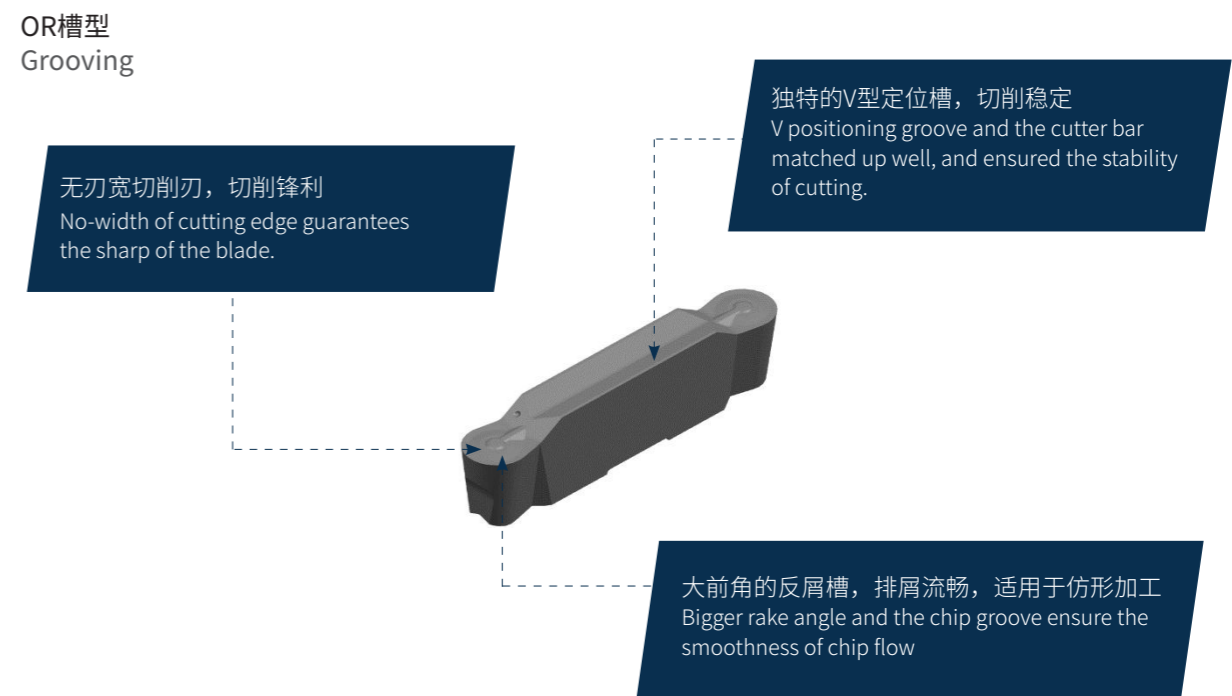 OR槽型
Grooving
独特的V型定位槽，切削稳定
V positioning groove and the cutter bar
matched up well, and ensured the stability
of cutting.
无刃宽切削刃，切削锋利
No-width of cutting edge guarantees
the sharp of the blade.
大前角的反屑槽，排屑流畅，适用于仿形加工
Bigger rake angle and the chip groove ensure the
smoothness of chip flow